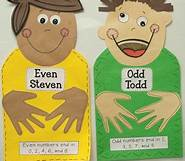 Even
Steven
Even numbers end in
0, 2, 4, 6, and 8
Odd
Todd
Odd numbers end in 1,
3, 5, 7, and 9